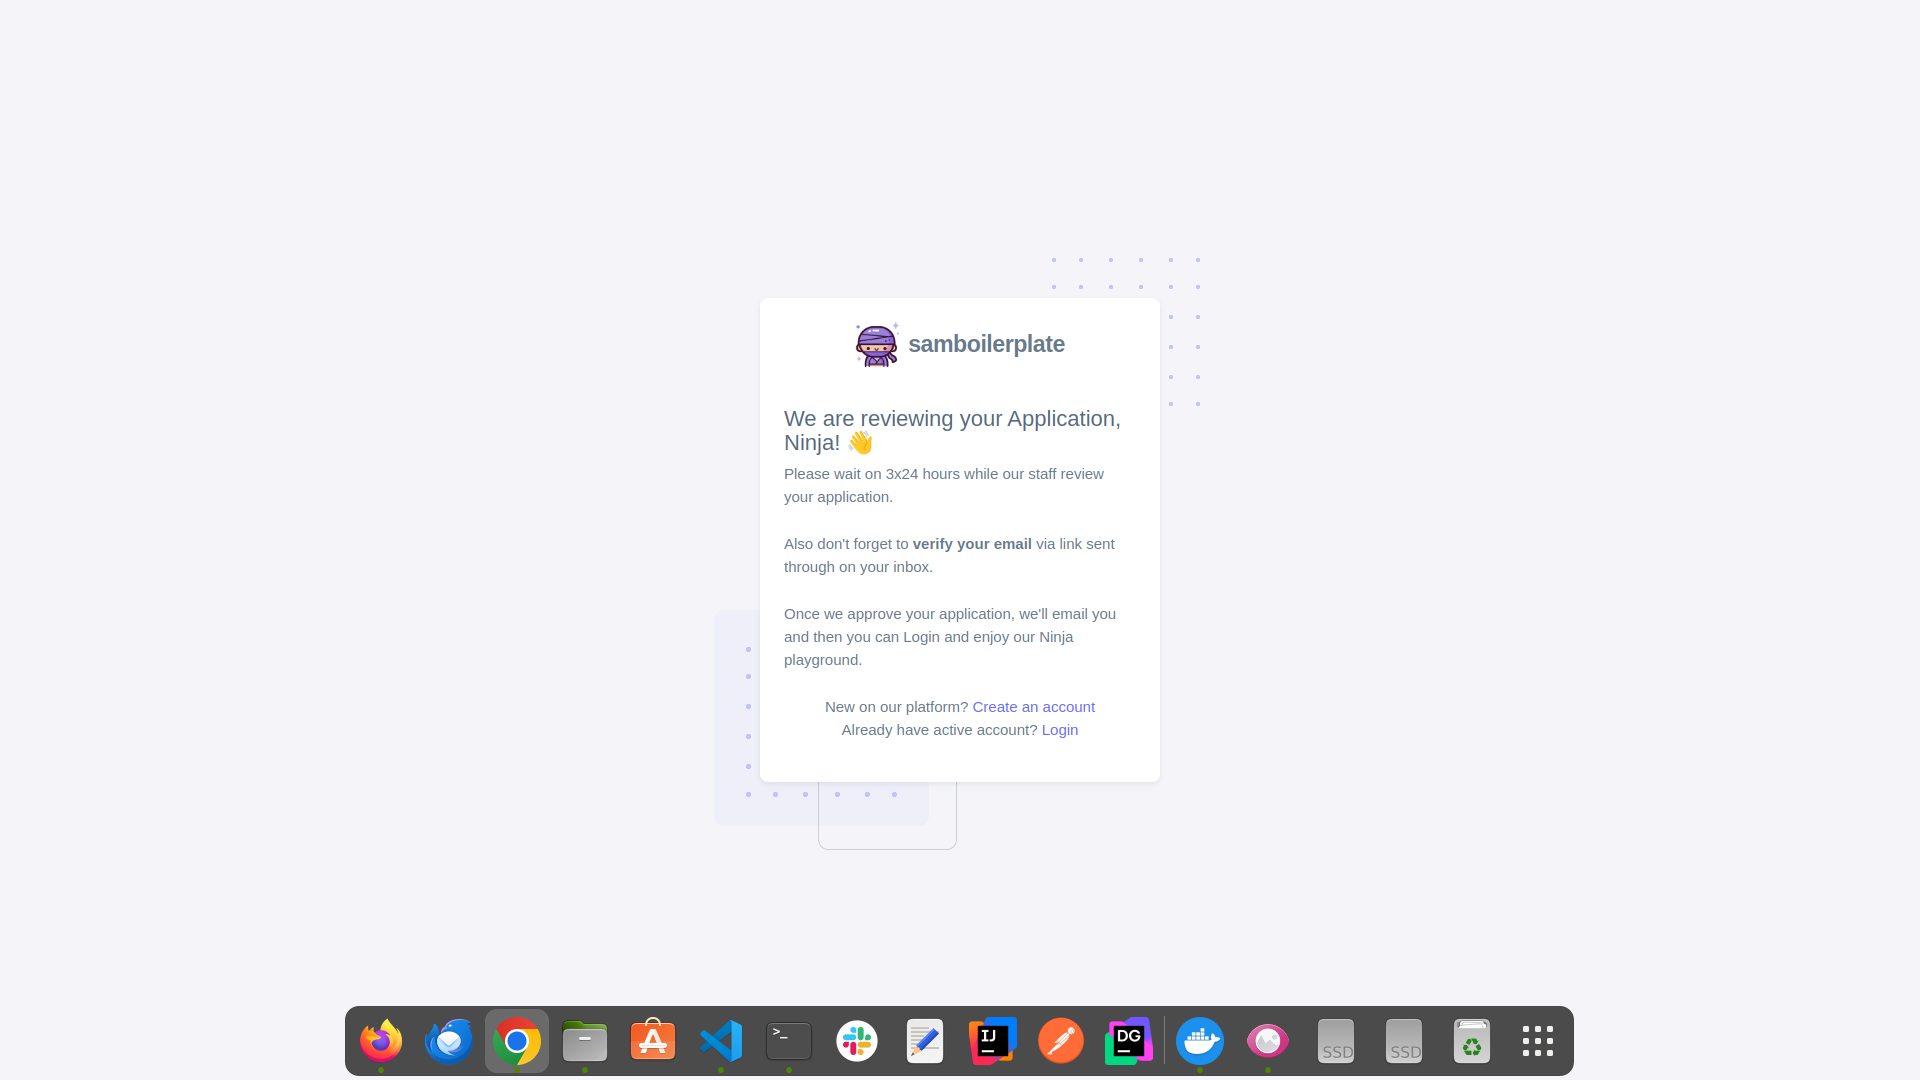 samboilerplate
We are reviewing your Application,
Ninja! 👋
Please wait on 3x24 hours while our staff review
your application.
Also don't forget to verify your email via link sent
through on your inbox.
Once we approve your application, we'll email you
and then you can Login and enjoy our Ninja
playground.
New on our platform? Create an account
Already have active account? Login
>_
IJ
DG
SSD
SSD